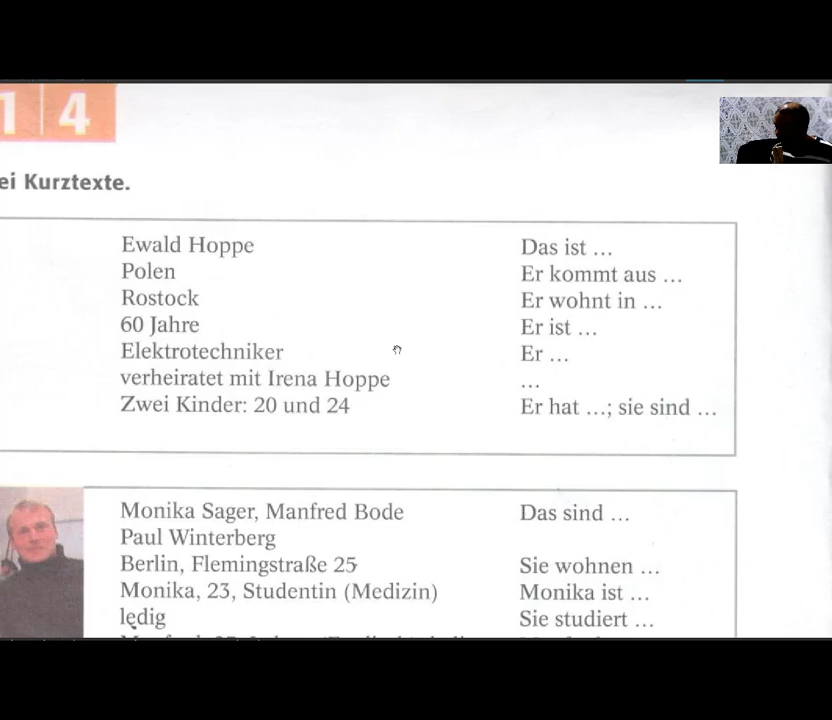 1 4
ei Kurztexte.
Ewald Hoppe Das ist …
Polen Er kommt aus …
Rostock Er wohnt in …
60 Jahre Er ist …
Elektrotechniker Er …
verheiratet mit Irena Hoppe …
Zwei Kinder: 20 und 24 Er hat …; sie sind …
Monika Sager, Manfred Bode Das sind …
Paul Winterberg
Berlin, Flemingstraße 25 Sie wohnen …
Monika, 23, Studentin (Medizin) Monika ist …
ledig Sie studiert …